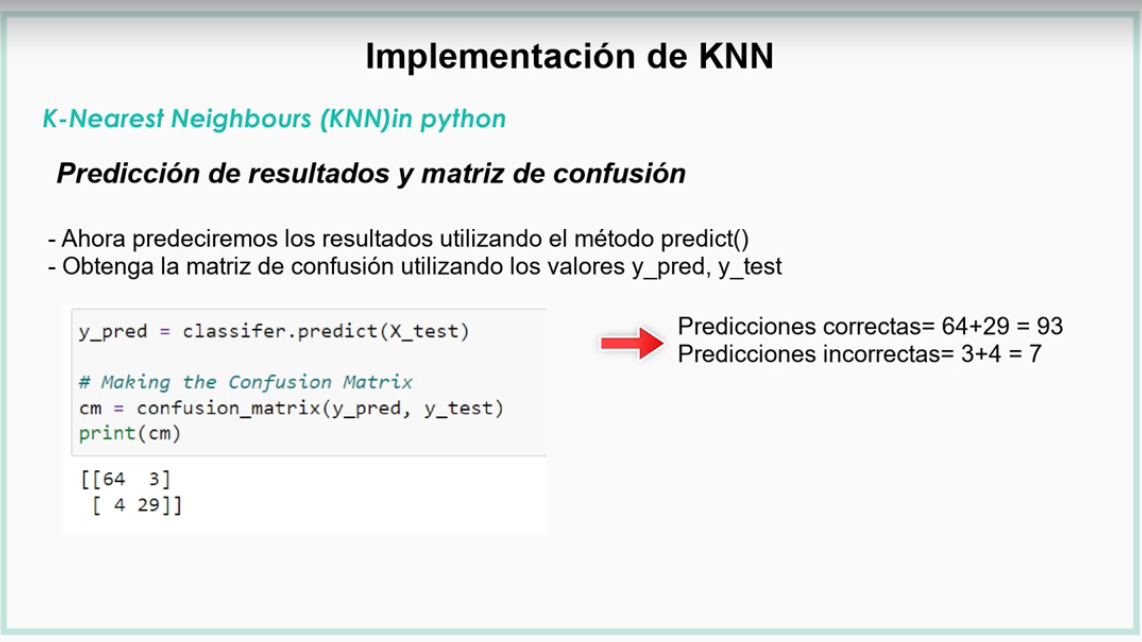 Implementación de KNN
K-Nearest Neighbours (KNN)in python
Predicción de resultados y matriz de confusión
- Ahora predeciremos los resultados utilizando el método predict()
- Obtenga la matriz de confusión utilizando los valores y_pred, y_test
y_pred = classifer.predict(X_test)
# Making the Confusion Matrix
cm = confusion_matrix(y_pred, y_test)
print(cm)
[[64  3]
[ 4 29]]
Predicciones correctas= 64+29 = 93
Predicciones incorrectas= 3+4 = 7